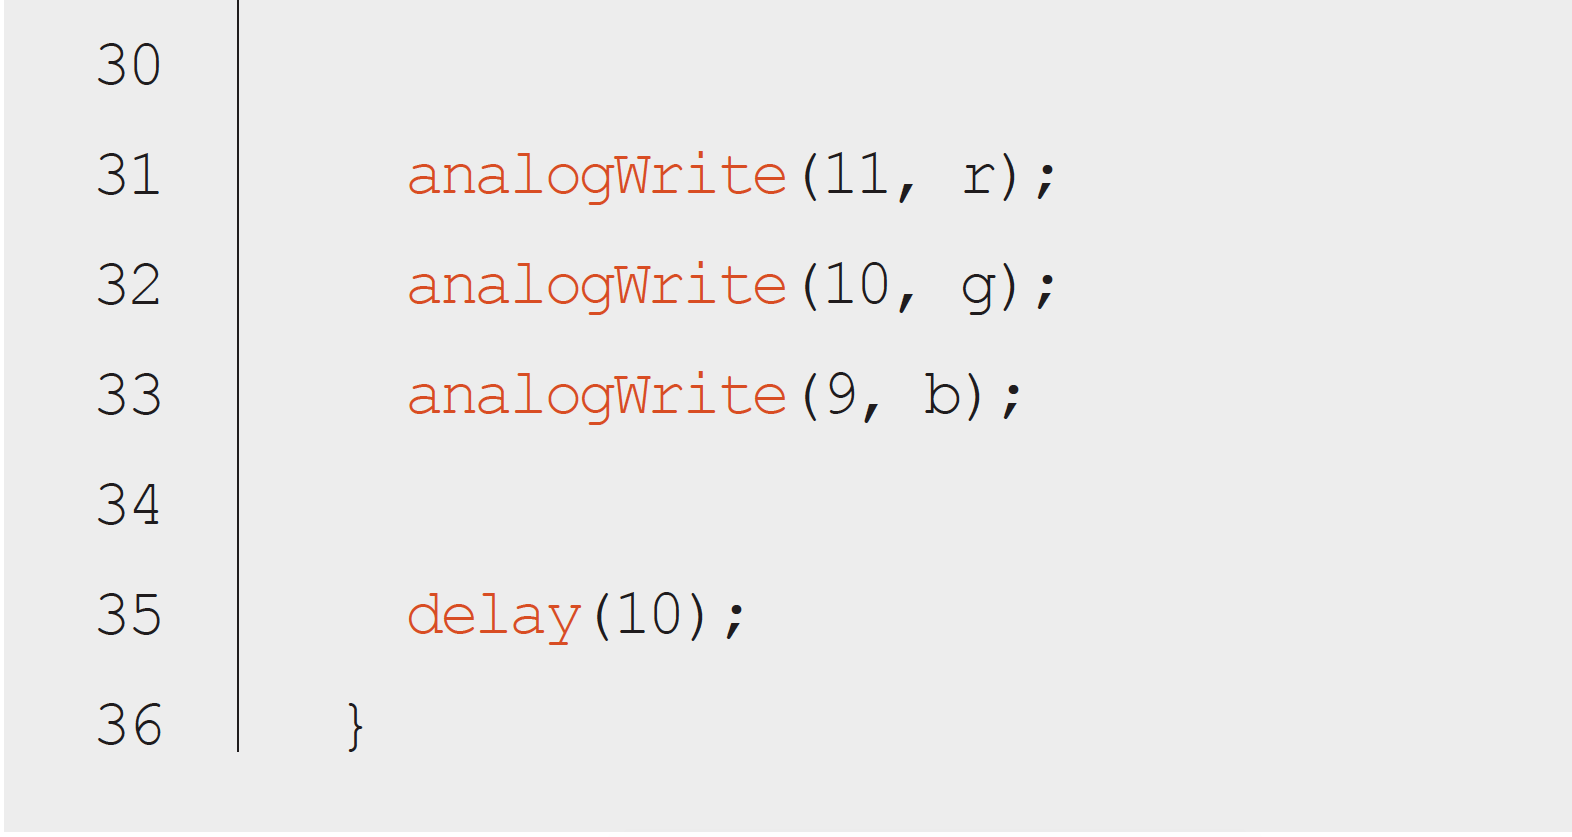 30
31 analogWrite(11, r);
32 analogWrite(10, g);
33 analogWrite(9, b);
34
35 delay(10);
36 }